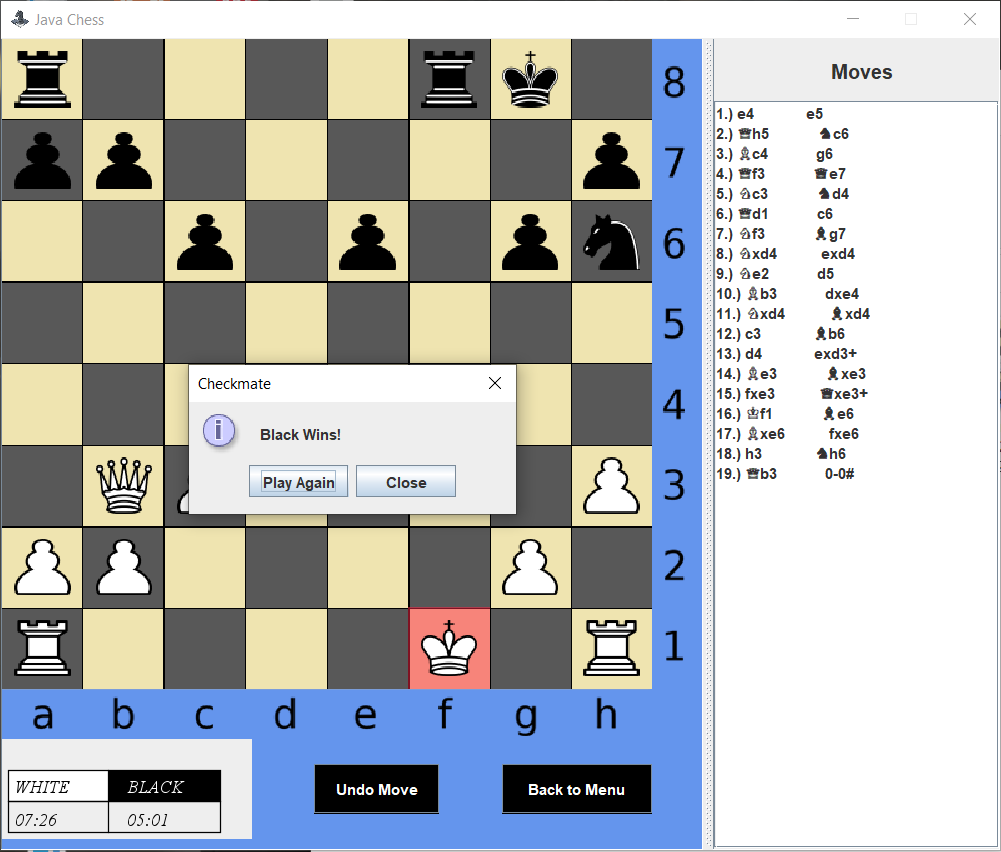 Java Chess
8
7
6
5
4
3
2
1
a b c d e f g h
Moves
1.) e4 e5
2.) ♕h5 ♞c6
3.) ♗c4 g6
4.) ♕f3 ♛e7
5.) ♘c3 ♞d4
6.) ♕d1 c6
7.) ♘f3 ♝g7
8.) ♘xd4 exd4
9.) ♘e2 d5
10.) ♗b3 dxe4
11.) ♘xd4 ♝xd4
12.) c3 ♝b6
13.) d4 exd3+
14.) ♗e3 ♝xe3
15.) fxe3 ♛xe3+
16.) ♔f1 ♝e6
17.) ♗xe6 fxe6
18.) h3 ♞h6
19.) ♕b3 0-0#
Checkmate
i
Black Wins!
Play Again Close
WHITE BLACK
07:26 05:01
Undo Move
Back to Menu